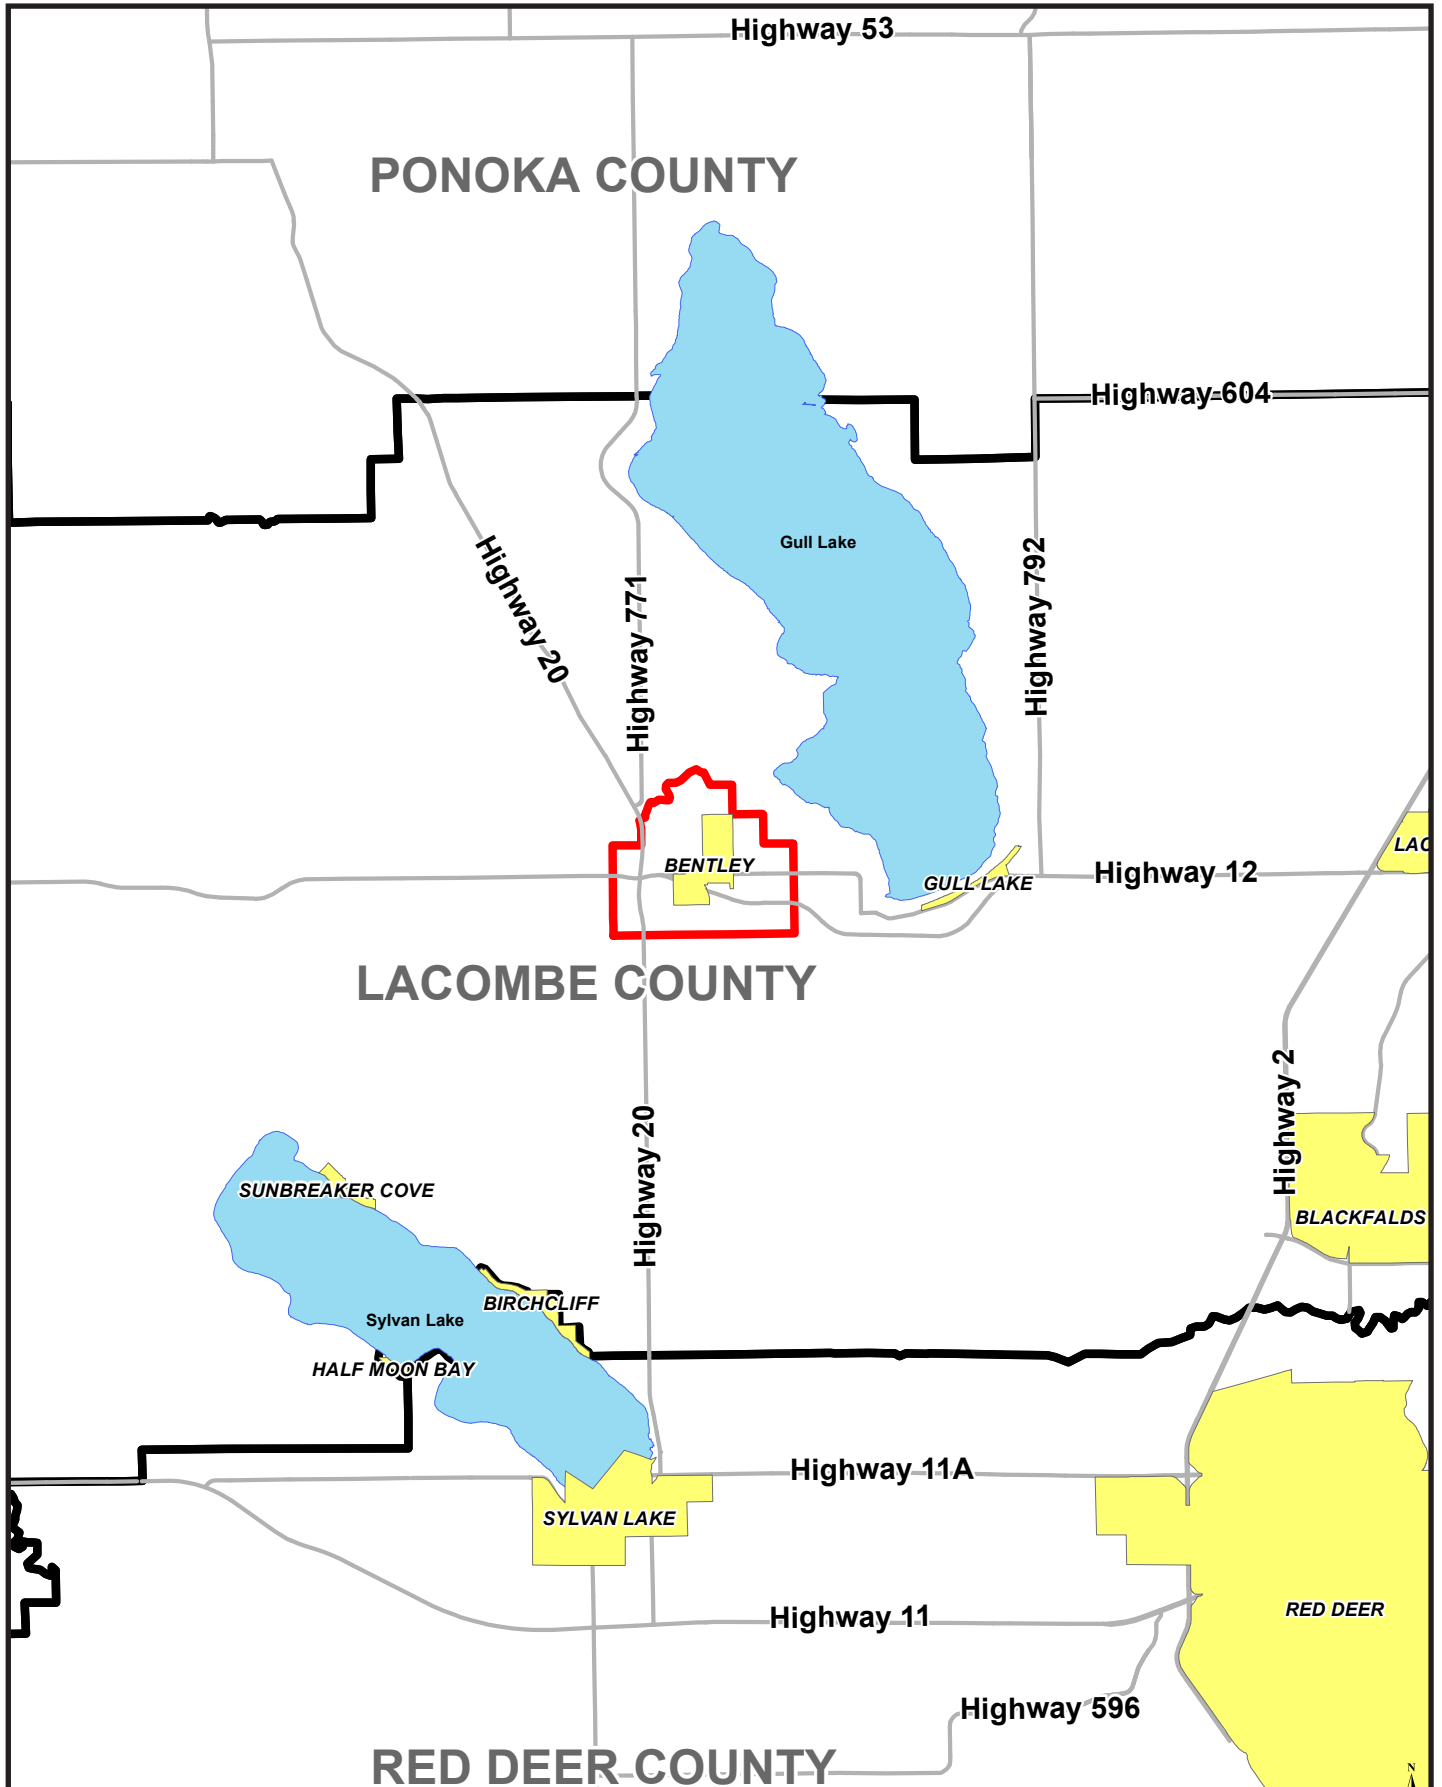 Highway 53
PONOKA COUNTY
Highway 604
Gull Lake
Highway 20
Highway 771
Highway 792
LAC
BENTLEY
Highway 12
GULL LAKE
LACOMBE COUNTY
Highway 2
Highway 20
SUNBREAKER COVE
BLACKFALDS
BIRCHCLIFF
Sylvan Lake
HALF MOON BAY
Highway 11A
SYLVAN LAKE
RED DEER
Highway 11
Highway 596
RED DEER COUNTY
N